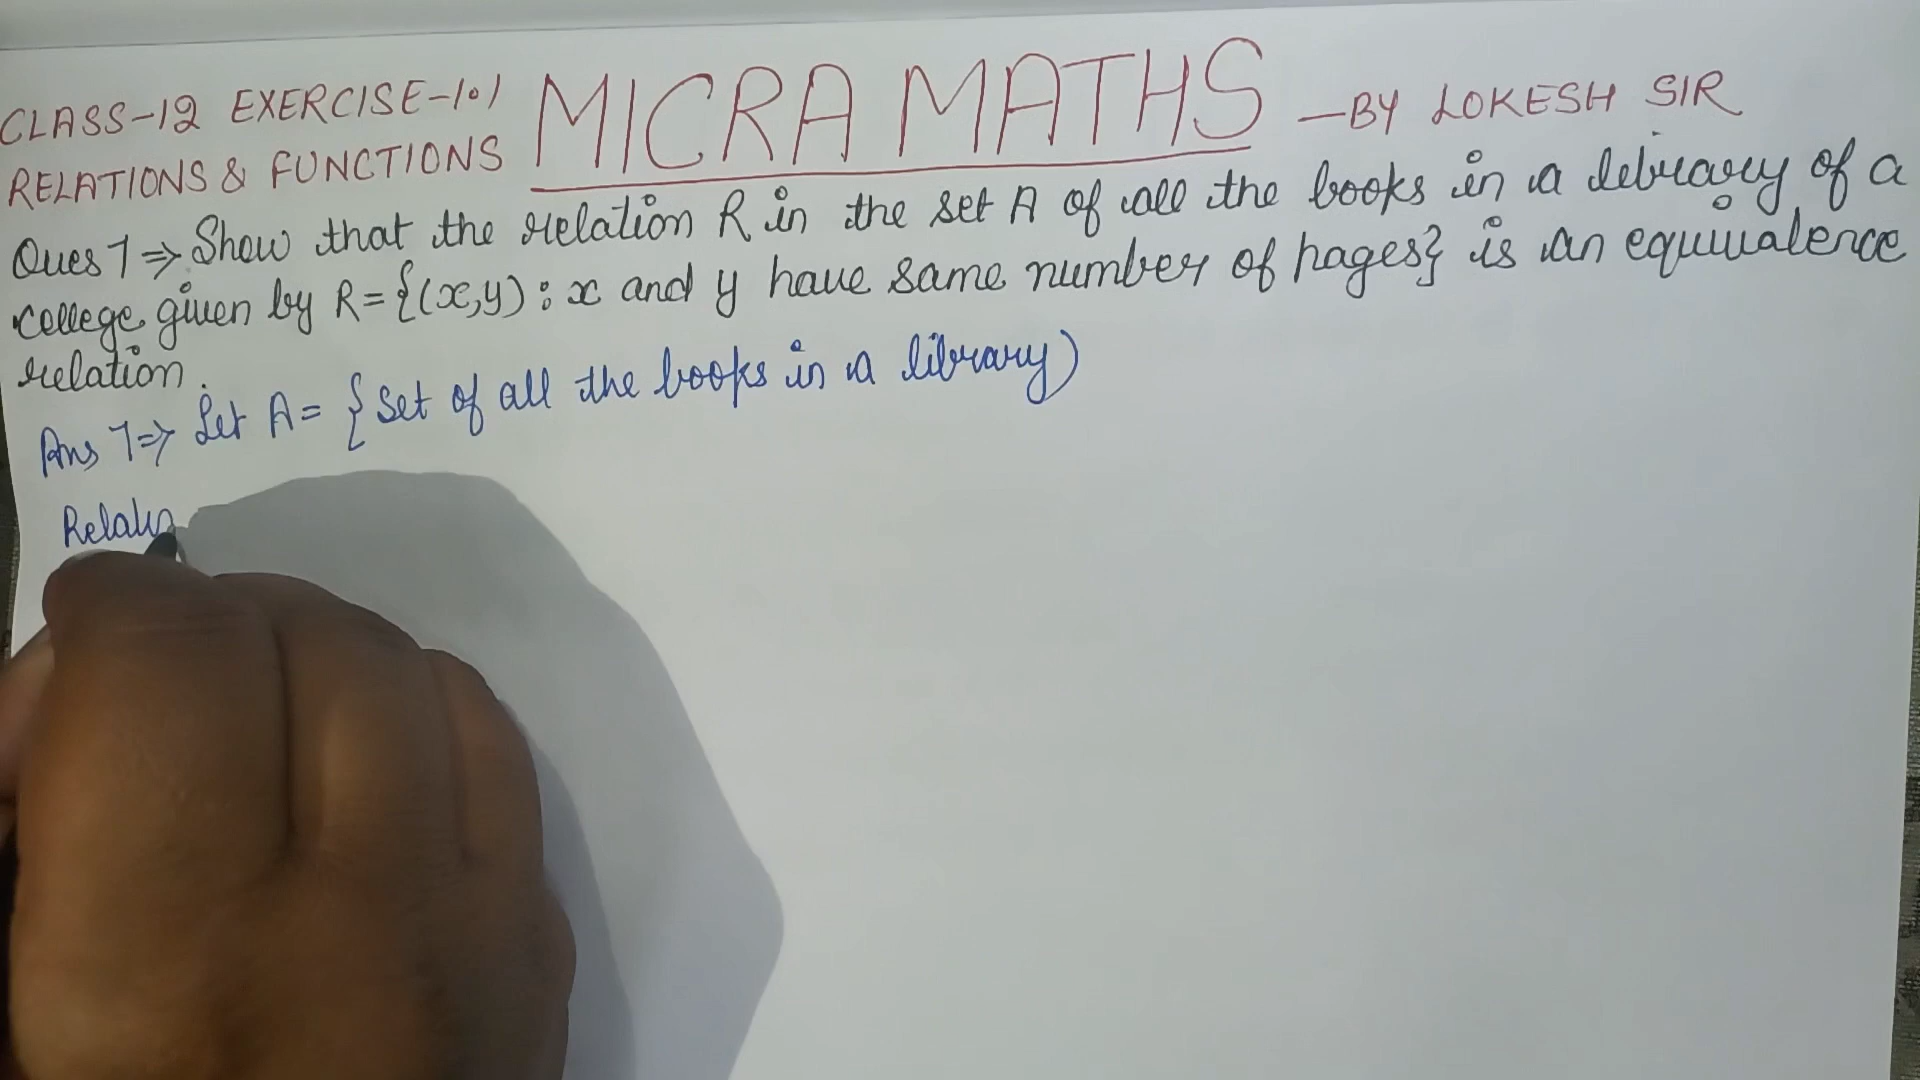 CLASS-12 EXERCISE-1.1 MICRA MATHS -BY LOKESH SIR
RELATIONS & FUNCTIONS
Ques 7 ⇒ Show that the relation R in the set A of all the books in a library of a
college given by R = {(x,y) : x and y have same number of pages} is an equivalence
relation.
Ans 7 ⇒ Let A = { Set of all the books in a library)
Relatio